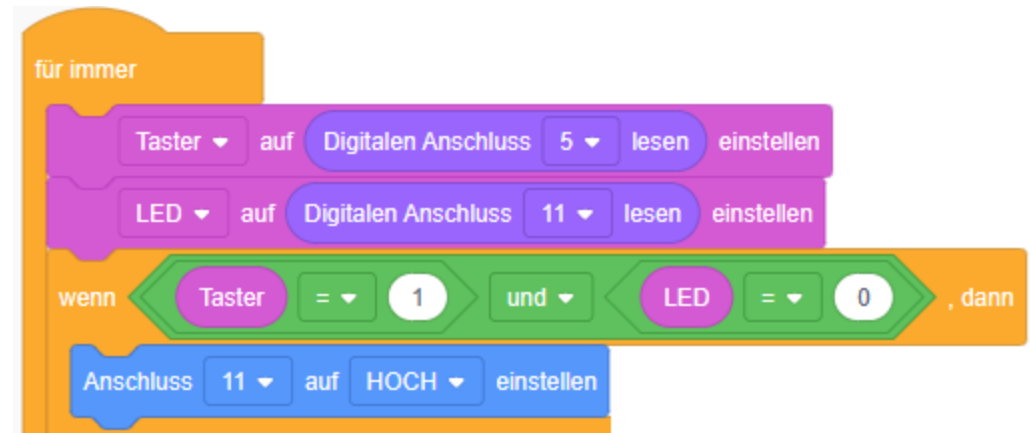 für immer
Taster auf Digitalen Anschluss 5 lesen einstellen
LED auf Digitalen Anschluss 11 lesen einstellen
wenn Taster = 1 und LED = 0 , dann
Anschluss 11 auf HOCH einstellen